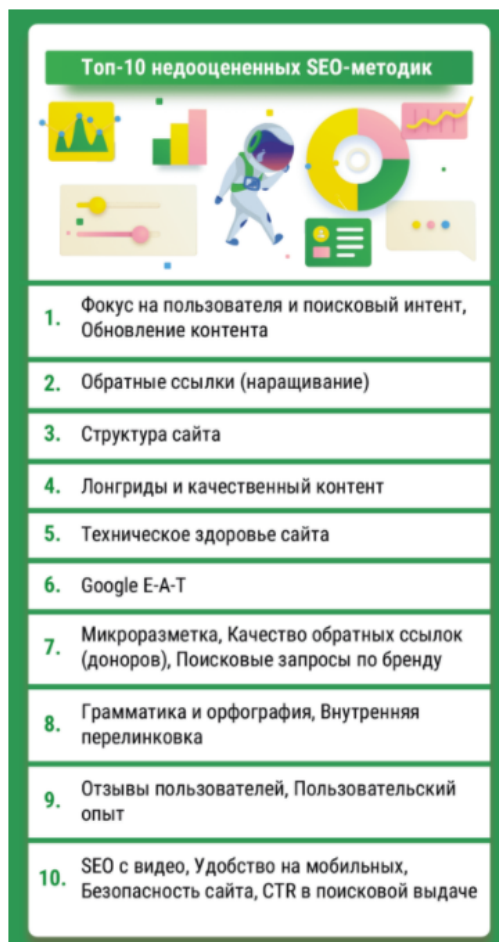 Топ-10 недооцененных SEO-методик
1. Фокус на пользователя и поисковый интент,
Обновление контента
2. Обратные ссылки (наращивание)
3. Структура сайта
4. Лонгриды и качественный контент
5. Техническое здоровье сайта
6. Google E-A-T
7. Микроразметка, Качество обратных ссылок
(доноров), Поисковые запросы по бренду
8. Грамматика и орфография, Внутренняя
перелинковка
9. Отзывы пользователей, Пользовательский
опыт
10. SEO с видео, Удобство на мобильных,
Безопасность сайта, CTR в поисковой выдаче